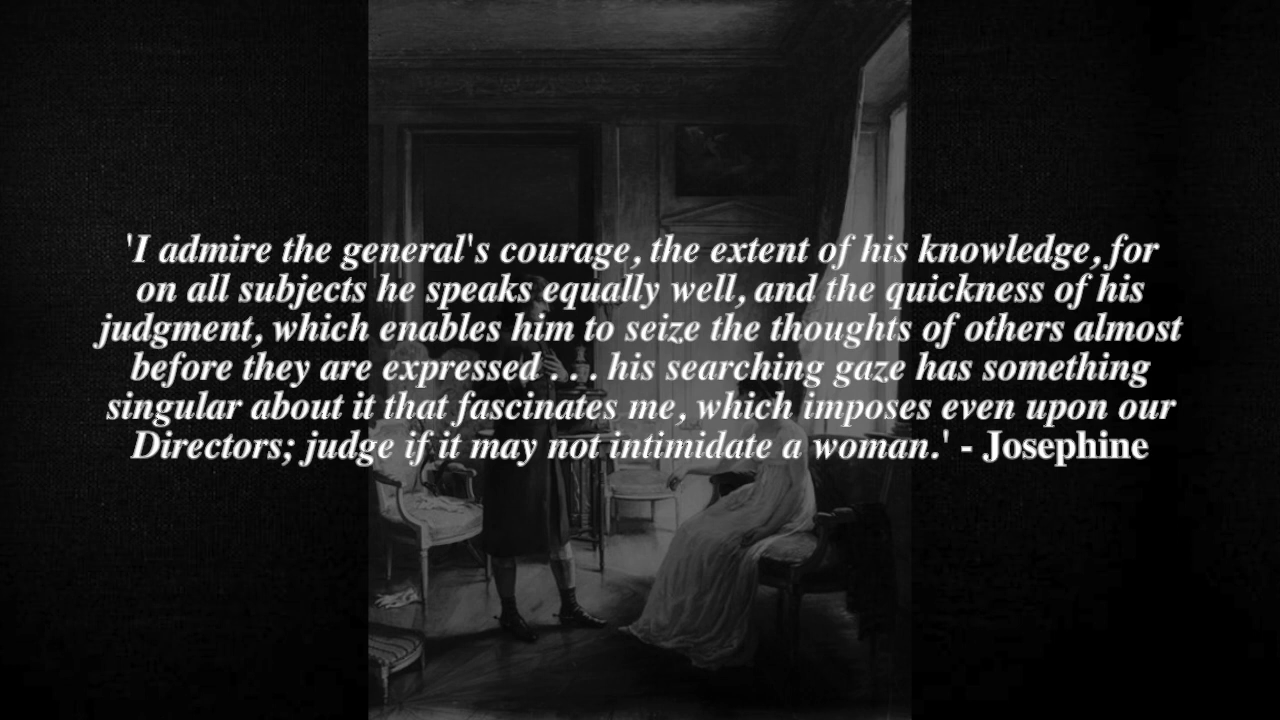 'I admire the general's courage, the extent of his knowledge, for
on all subjects he speaks equally well, and the quickness of his
judgment, which enables him to seize the thoughts of others almost
before they are expressed . . . his searching gaze has something
singular about it that fascinates me, which imposes even upon our
Directors; judge if it may not intimidate a woman.' - Josephine